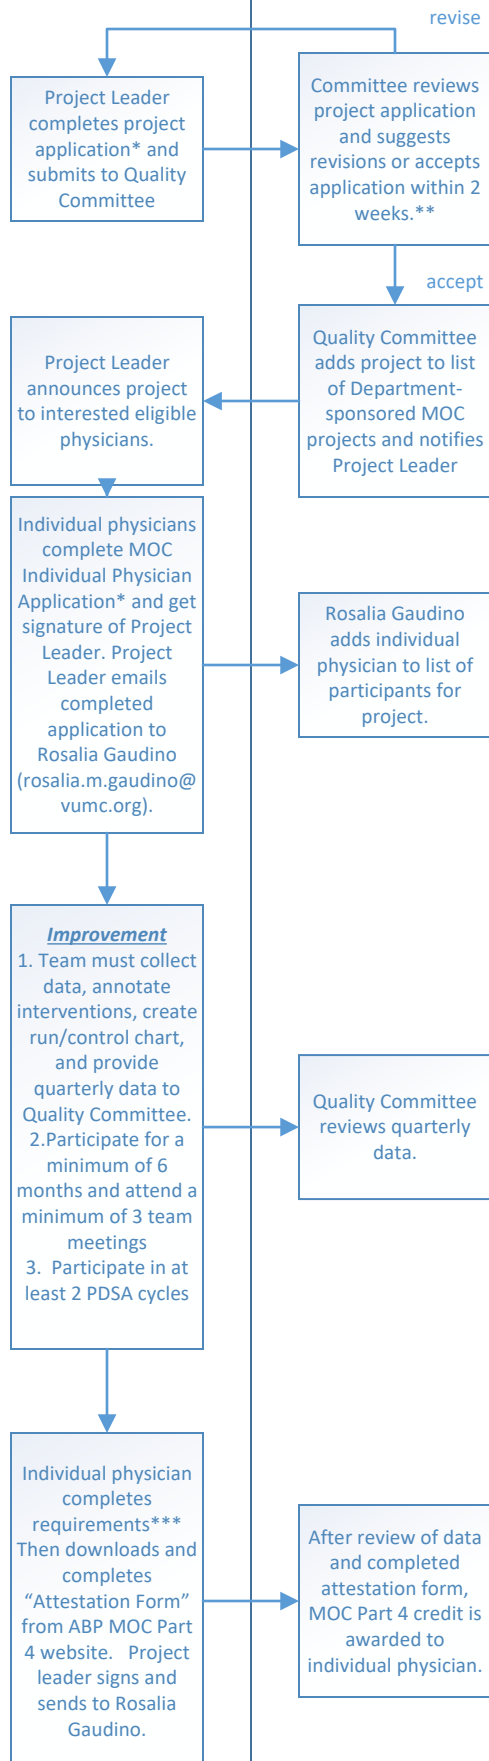 revise
Project Leader
completes project
application* and
submits to Quality
Committee
Committee reviews
project application
and suggests
revisions or accepts
application within 2
weeks.**
accept
Quality Committee
adds project to list
of Department-
sponsored MOC
projects and notifies
Project Leader
Project Leader
announces project
to interested eligible
physicians.
Individual physicians
complete MOC
Individual Physician
Application* and get
signature of Project
Leader. Project
Leader emails
completed
application to
Rosalia Gaudino
(rosalia.m.gaudino@
vumc.org).
Rosalia Gaudino
adds individual
physician to list of
participants for
project.
Improvement
1. Team must collect
data, annotate
interventions, create
run/control chart,
and provide
quarterly data to
Quality Committee.
2.Participate for a
minimum of 6
months and attend a
minimum of 3 team
meetings
3. Participate in at
least 2 PDSA cycles
Quality Committee
reviews quarterly
data.
Individual physician
completes
requirements***
Then downloads and
completes
“Attestation Form”
from ABP MOC Part
4 website. Project
leader signs and
sends to Rosalia
Gaudino.
After review of data
and completed
attestation form,
MOC Part 4 credit is
awarded to
individual physician.